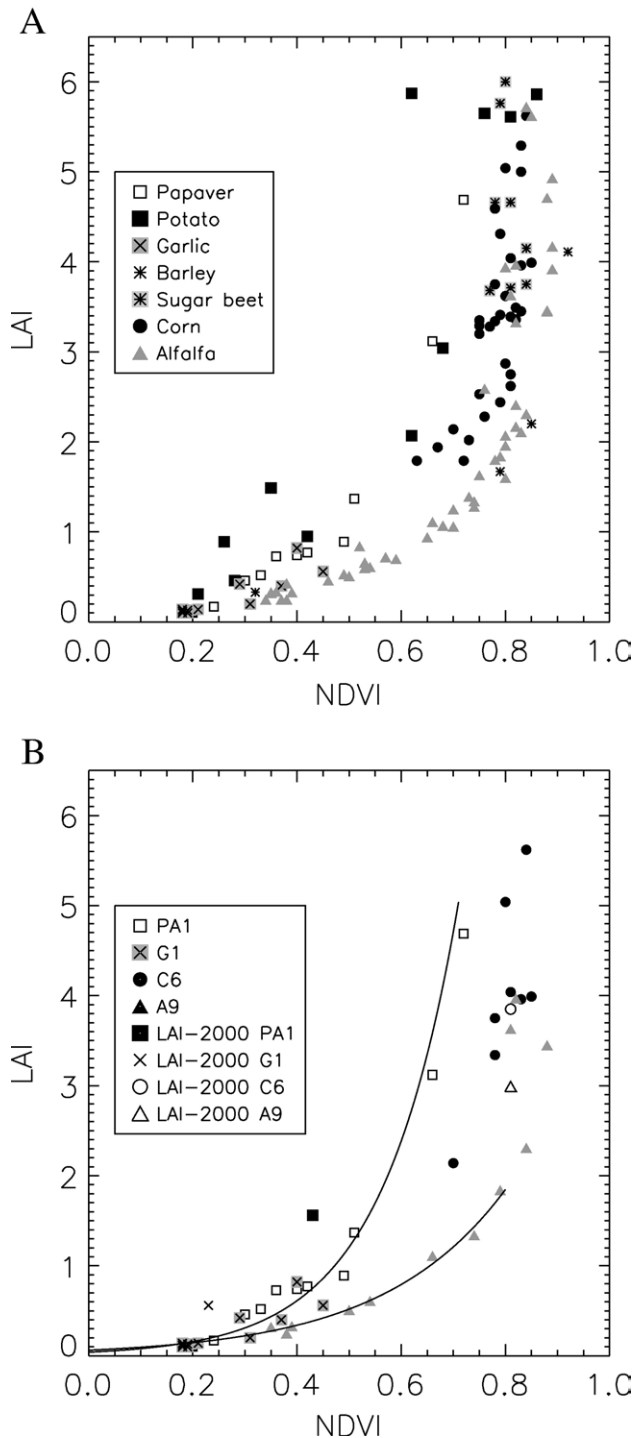 A
6
5
4
3
2
1
0
LAI
Papaver
Potato
Garlic
Barley
Sugar beet
Corn
Alfalfa
0.0 0.2 0.4 0.6 0.8 1.0
NDVI
B
6
5
4
3
2
1
0
LAI
PA1
G1
C6
A9
LAI-2000 PA1
LAI-2000 G1
LAI-2000 C6
LAI-2000 A9
0.0 0.2 0.4 0.6 0.8 1.0
NDVI